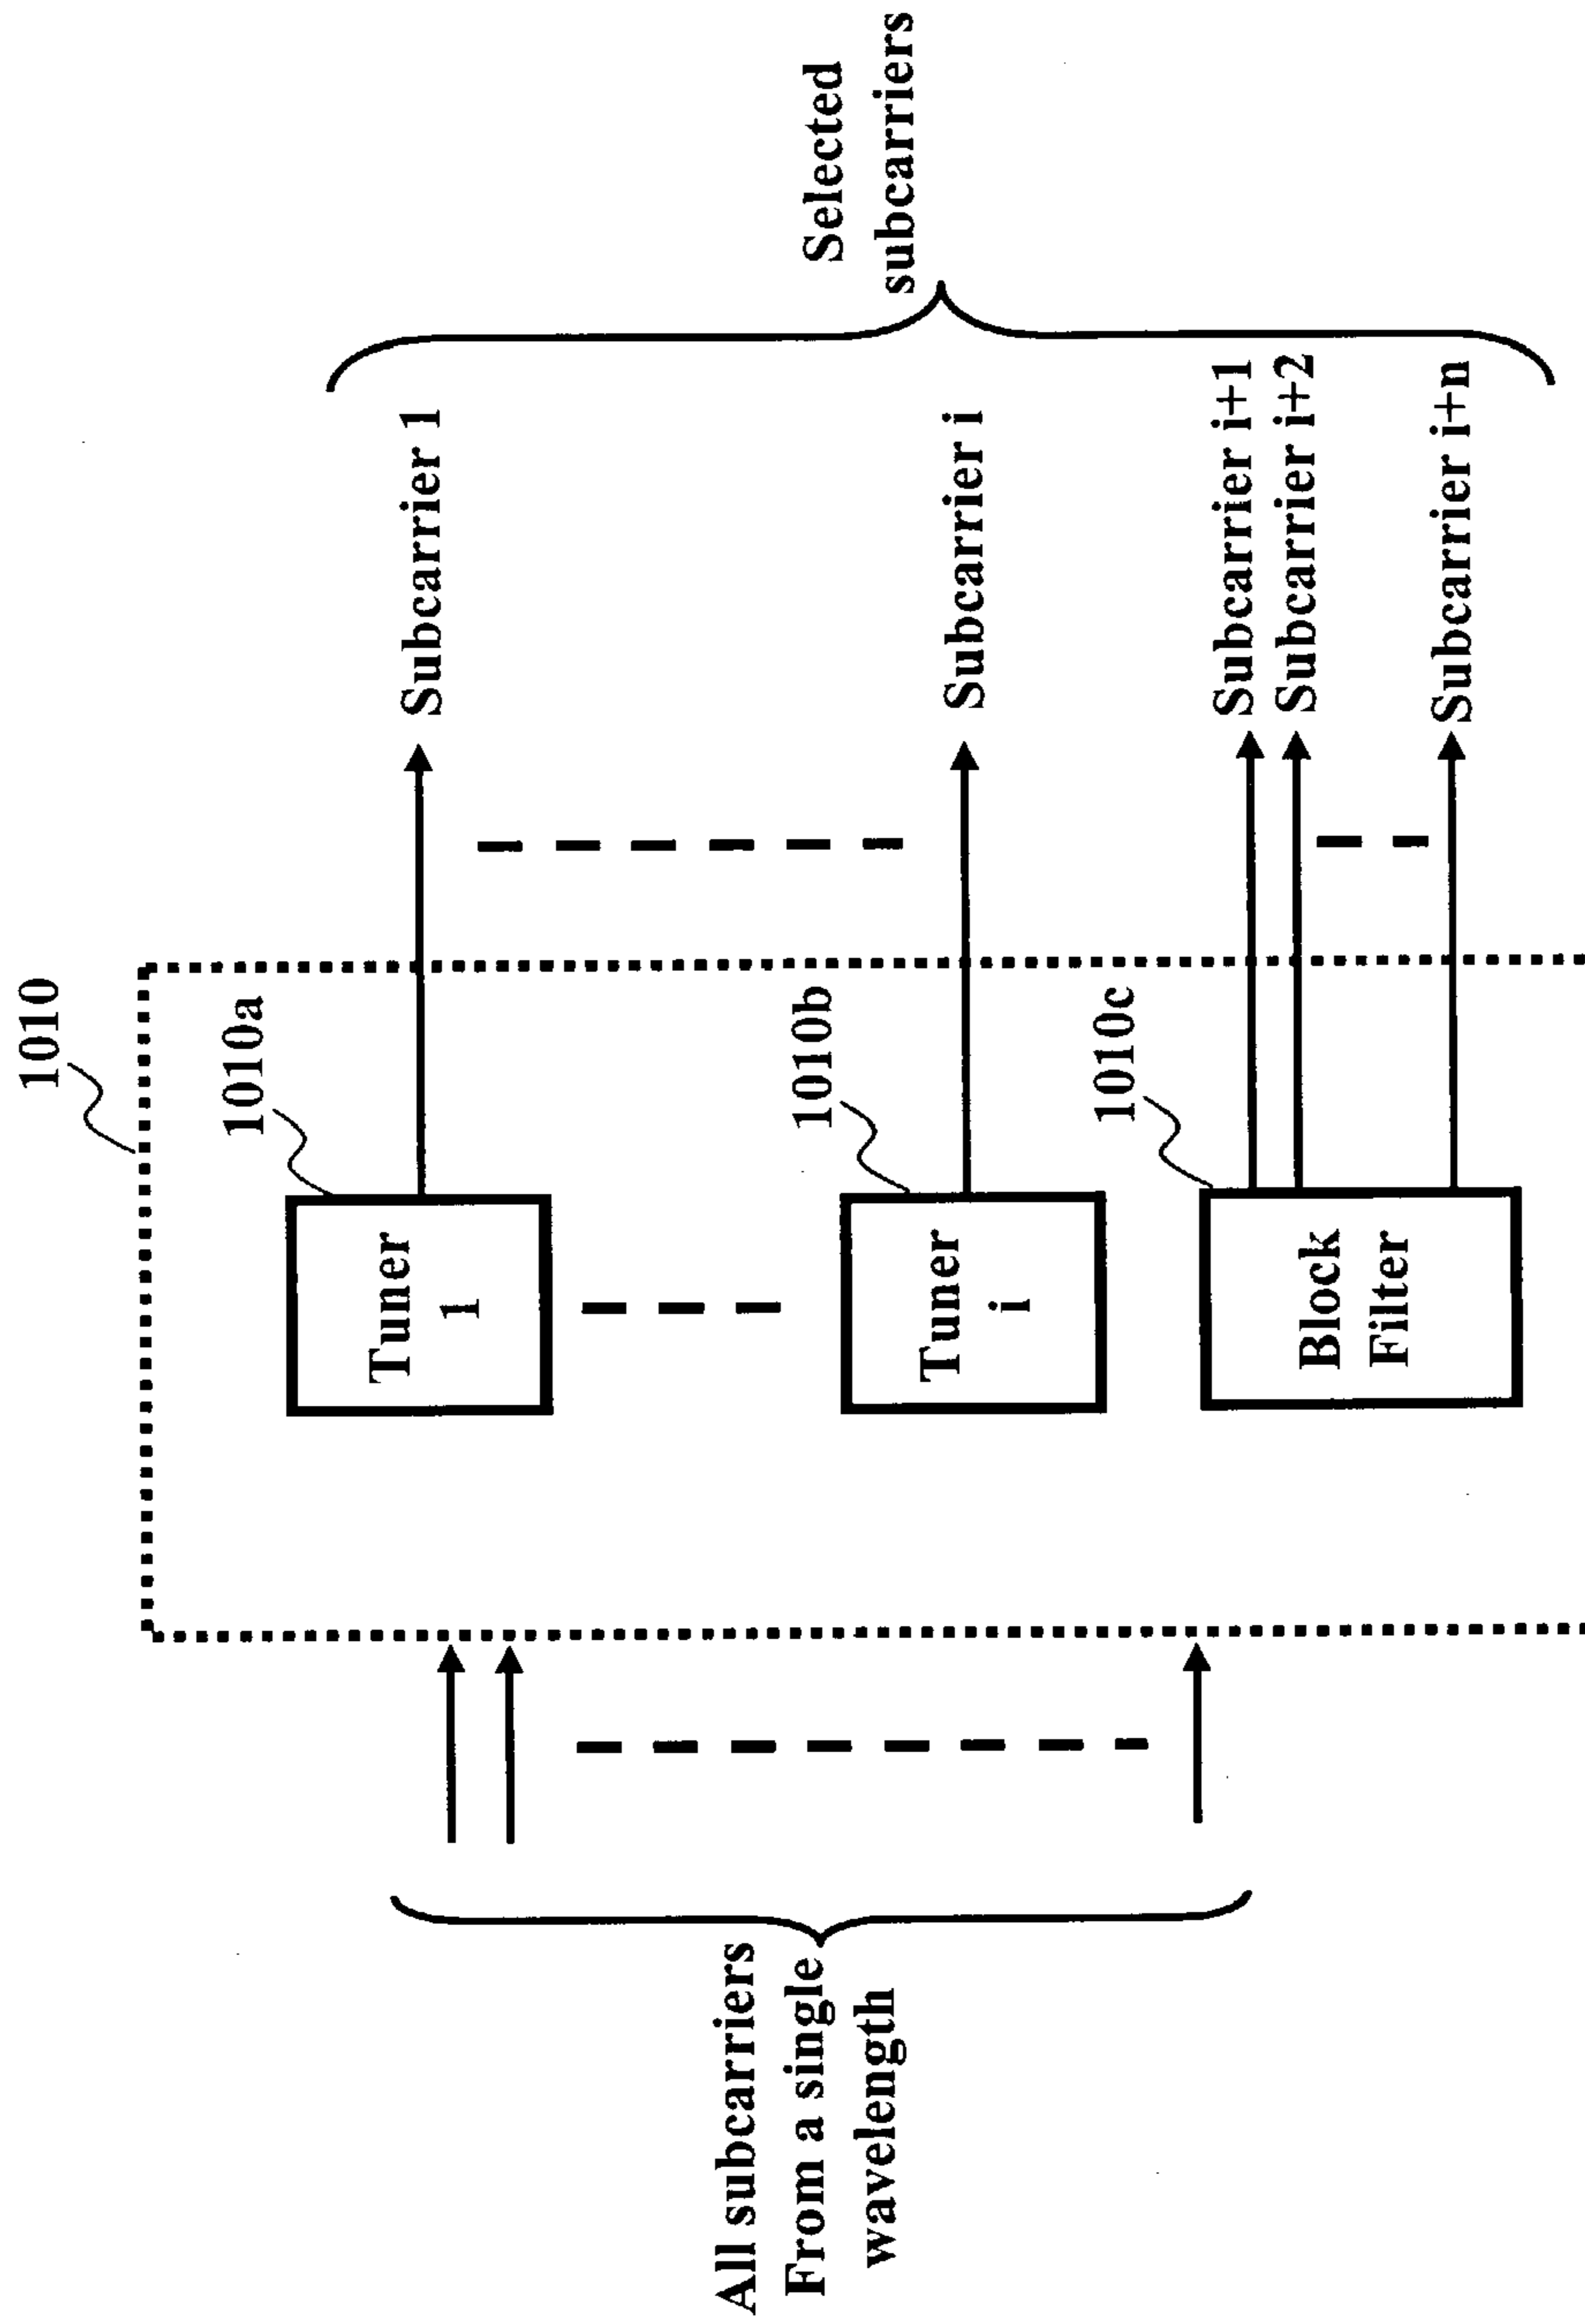 1010
1010a
Tuner
1
1010b
Tuner
i
1010c
Block
Filter
All subcarriers
From a single
wavelength
Subcarrier 1
Subcarrier i
Subcarrier i+1
Subcarrier i+2
Subcarrier i+n
Selected
subcarriers